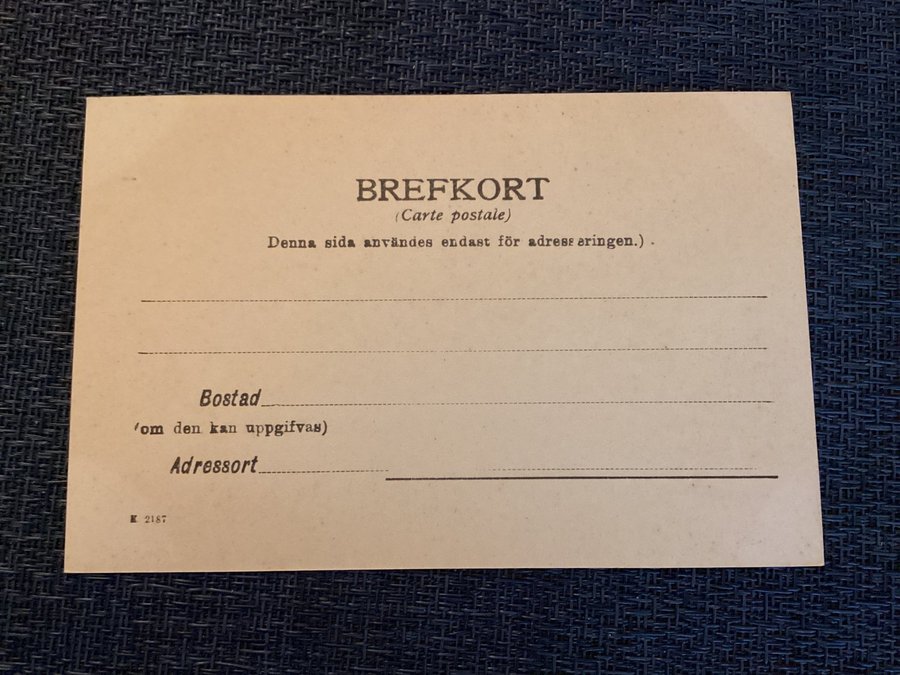 BREFKORT
(Carte postale)
Denna sida användes endast för adresseringen.)
Bostad
(om den kan uppgifvas)
Adressort
K 2187